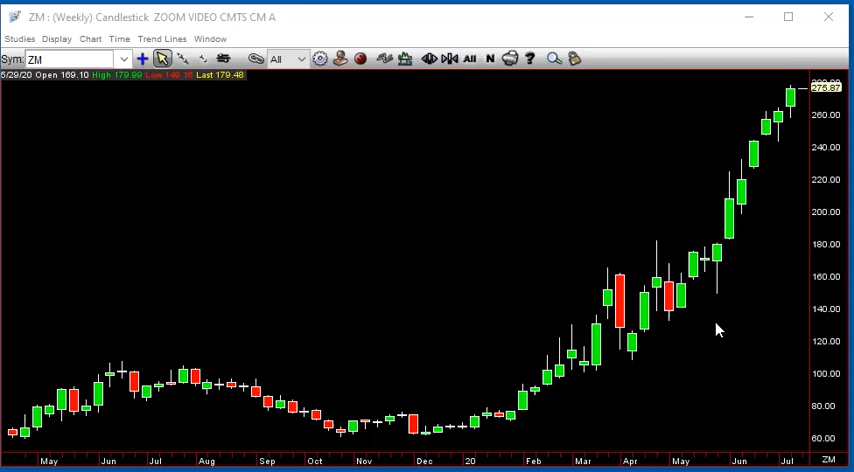 ZM : (Weekly) Candlestick ZOOM VIDEO CMTS CM A
Studies Display Chart Time Trend Lines Window
Sym: ZM All All N ?
5/29/20 Open 169.10 High 179.99 Low 149.16 Last 179.48
280.00
275.87
260.00
240.00
220.00
200.00
180.00
160.00
140.00
120.00
100.00
80.00
60.00
May Jun Jul Aug Sep Oct Nov Dec 20 Feb Mar Apr May Jun Jul ZM